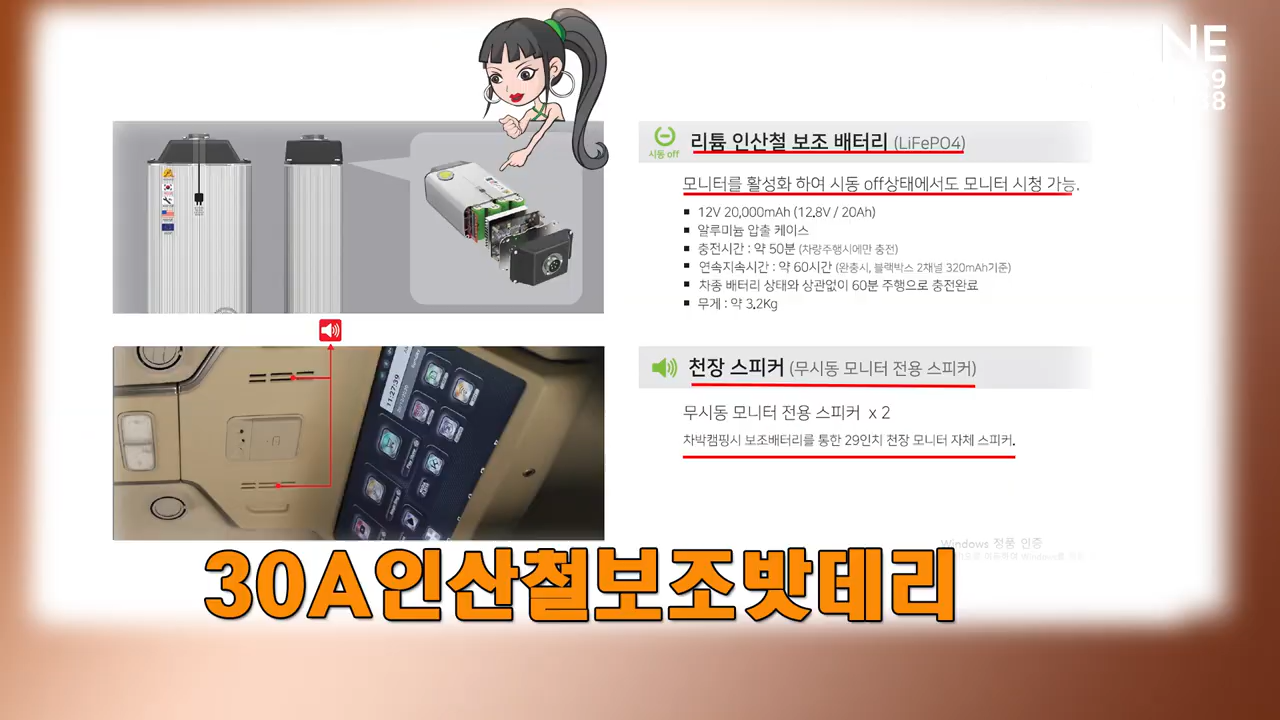 NE
9
8
시동 off
리튬 인산철 보조 배터리 (LiFePO4)
모니터를 활성화 하여 시동 off상태에서도 모니터 시청 가능.
▪ 12V 20,000mAh (12.8V / 20Ah)
▪ 알루미늄 압출 케이스
▪ 충전시간 : 약 50분 (차량주행시에만 충전)
▪ 연속지속시간 : 약 60시간 (완충시, 블랙박스 2채널 320mAh기준)
▪ 차종 배터리 상태와 상관없이 60분 주행으로 충전완료
▪ 무게 : 약 3.2Kg
11:27:39
천장 스피커 (무시동 모니터 전용 스피커)
무시동 모니터 전용 스피커 x 2
차박캠핑시 보조배터리를 통한 29인치 천장 모니터 자체 스피커.
Windows 정품 인증
30A인산철보조밧데리